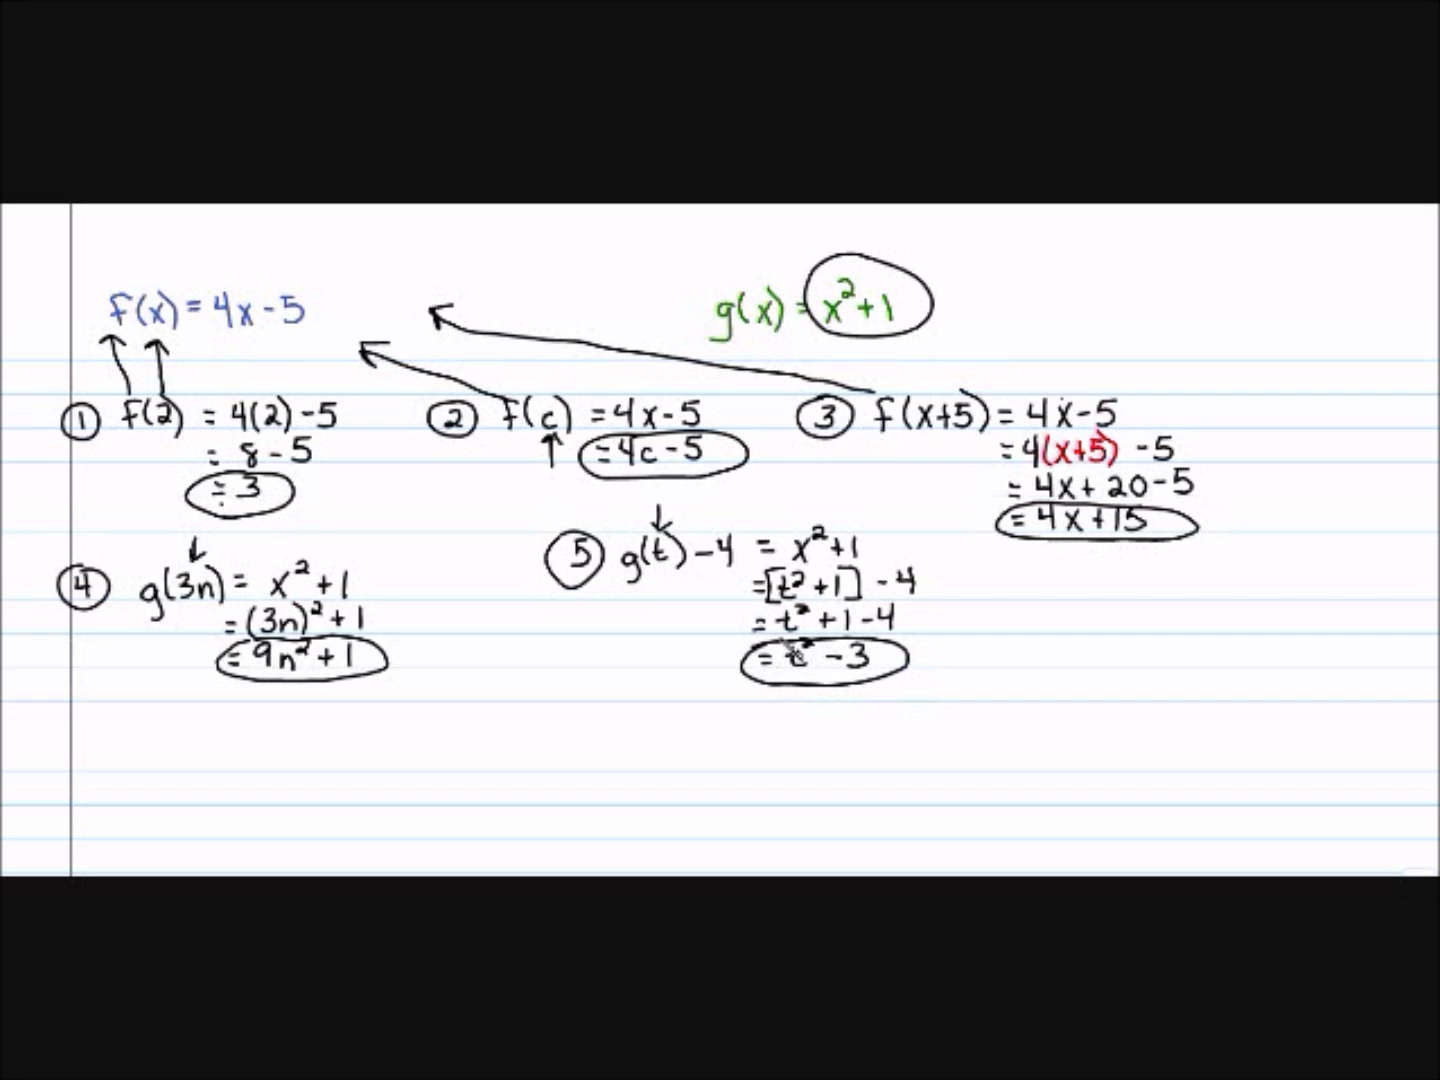 f(x) = 4x - 5
g(x) = x² + 1
① f(2) = 4(2) - 5
= 8 - 5
= 3
② f(c) = 4x - 5
= 4c - 5
③ f(x+5) = 4x - 5
= 4(x+5) - 5
= 4x + 20 - 5
= 4x + 15
④ g(3n) = x² + 1
= (3n)² + 1
= 9n² + 1
⑤ g(t) - 4 = x² + 1
= [t² + 1] - 4
= t² + 1 - 4
= t² - 3